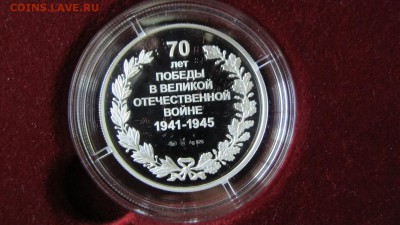 COINS.LAVE.RU
70
лет
ПОБЕДЫ
В ВЕЛИКОЙ
ОТЕЧЕСТВЕННОЙ
ВОЙНЕ
1941-1945
Ag 925